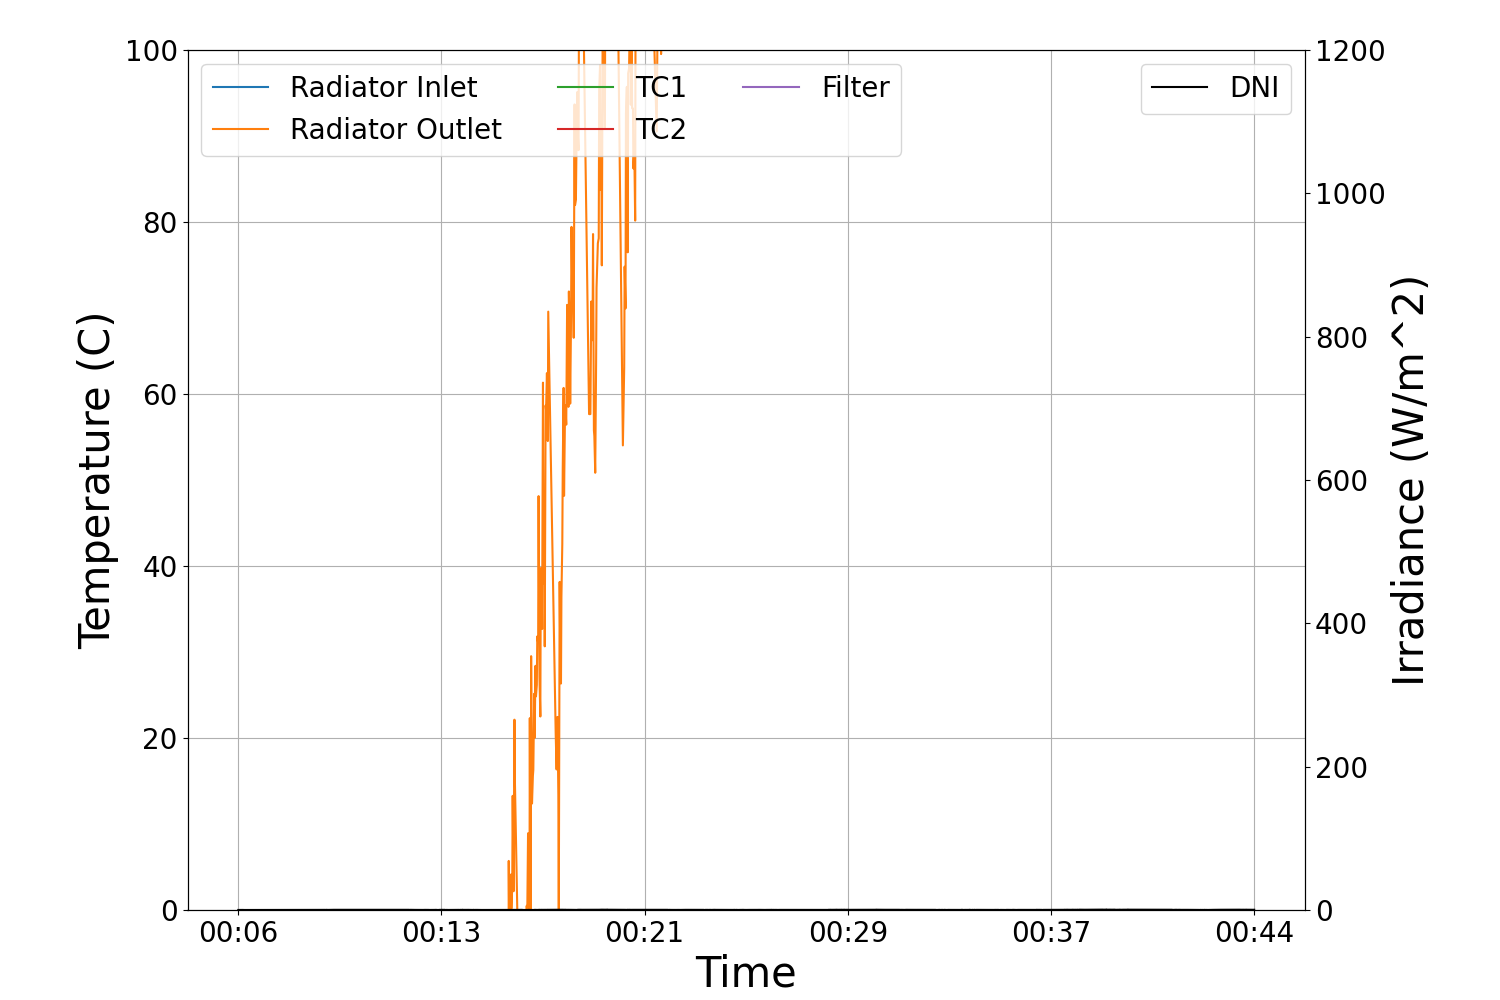 100
80
60
40
20
0
Temperature (C)
Radiator Inlet
Radiator Outlet
TC1
TC2
Filter
DNI
1200
1000
800
600
400
200
0
Irradiance (W/m^2)
00:06 00:13 00:21 00:29 00:37 00:44
Time